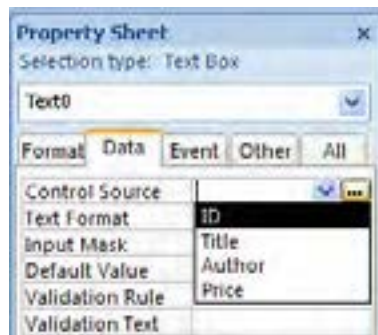 Property Sheet
Selection type: Text Box
Text0
Format Data Event Other All
Control Source
ID
Text Format
Title
Input Mask
Author
Default Value
Price
Validation Rule
Validation Text